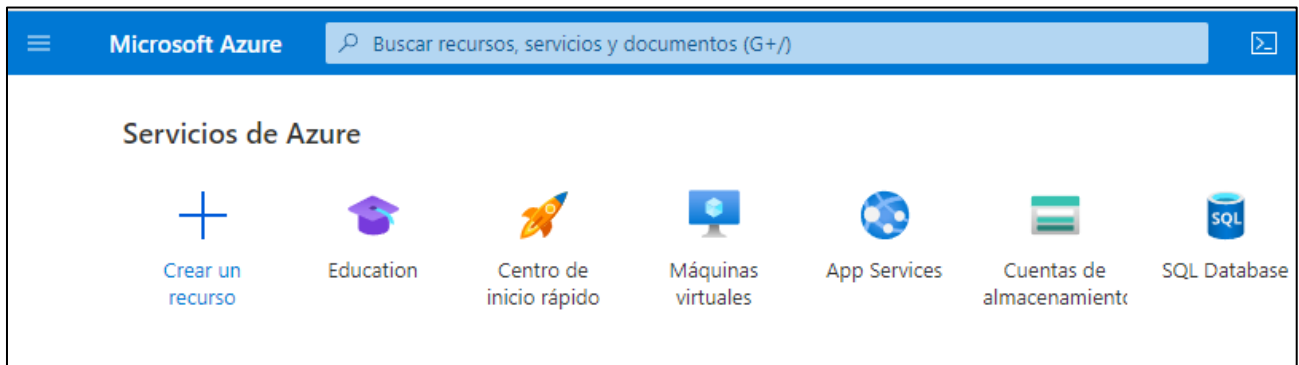 Microsoft Azure
Buscar recursos, servicios y documentos (G+/)
Servicios de Azure
Crear un
recurso
Education
Centro de
inicio rápido
Máquinas
virtuales
App Services
Cuentas de
almacenamiento
SQL Database
SQL